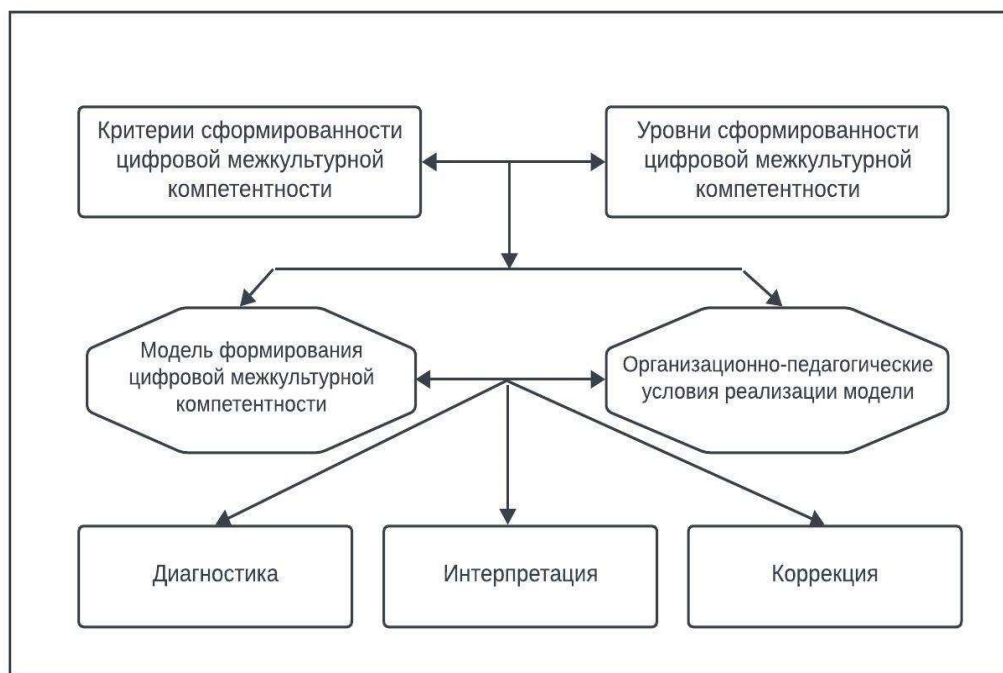 Критерии сформированности
цифровой межкультурной
компетентности
Уровни сформированности
цифровой межкультурной
компетентности
Модель формирования
цифровой межкультурной
компетентности
Организационно-педагогические
условия реализации модели
Диагностика
Интерпретация
Коррекция